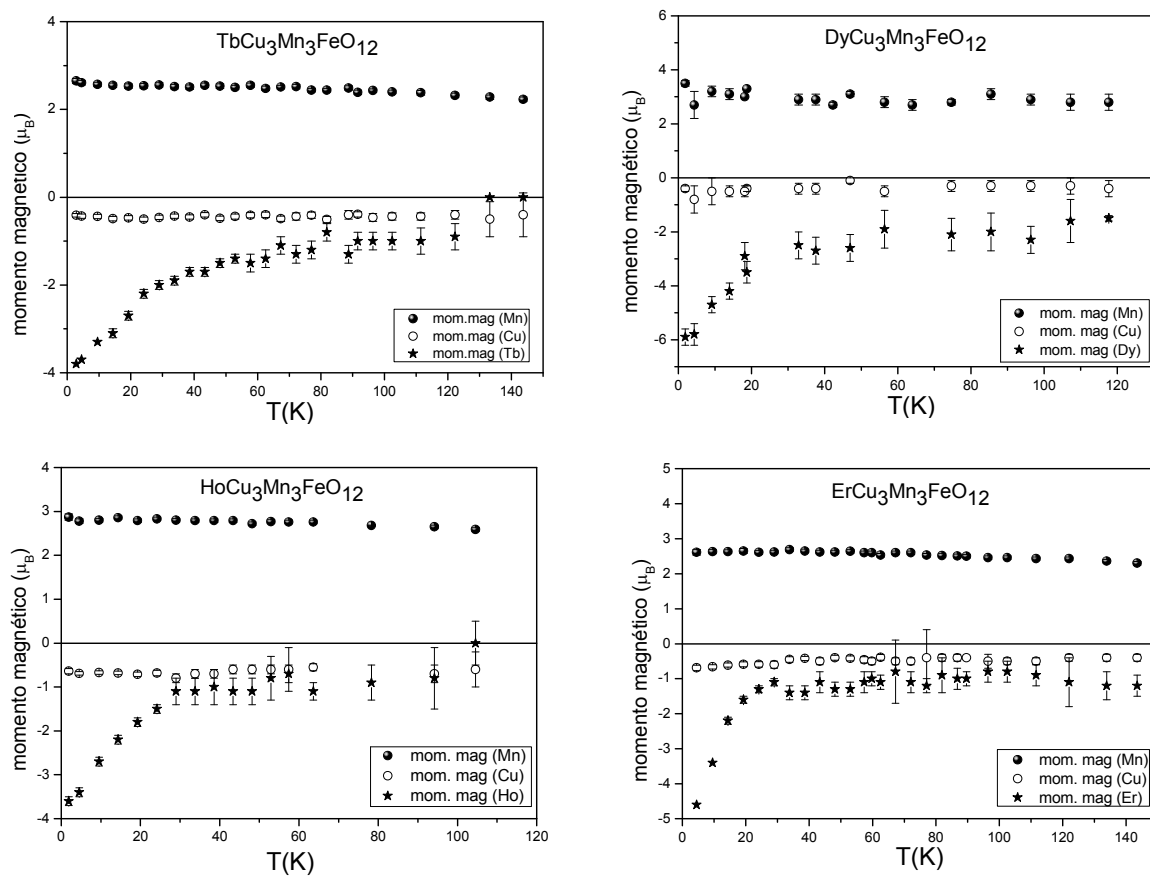 TbCu3Mn3FeO12
momento magnético (μB)
4
2
0
-2
-4
mom.mag (Mn)
mom.mag (Cu)
mom.mag (Tb)
0 20 40 60 80 100 120 140
T(K)
DyCu3Mn3FeO12
momento magnético (μB)
6
4
2
0
-2
-4
-6
mom. mag (Mn)
mom. mag (Cu)
mom. mag (Dy)
0 20 40 60 80 100 120
T(K)
HoCu3Mn3FeO12
momento magnético (μB)
4
3
2
1
0
-1
-2
-3
-4
mom. mag (Mn)
mom. mag (Cu)
mom. mag (Ho)
0 20 40 60 80 100 120
T(K)
ErCu3Mn3FeO12
momento magnético (μB)
5
4
3
2
1
0
-1
-2
-3
-4
-5
mom. mag (Mn)
mom. mag (Cu)
mom. mag (Er)
0 20 40 60 80 100 120 140
T(K)